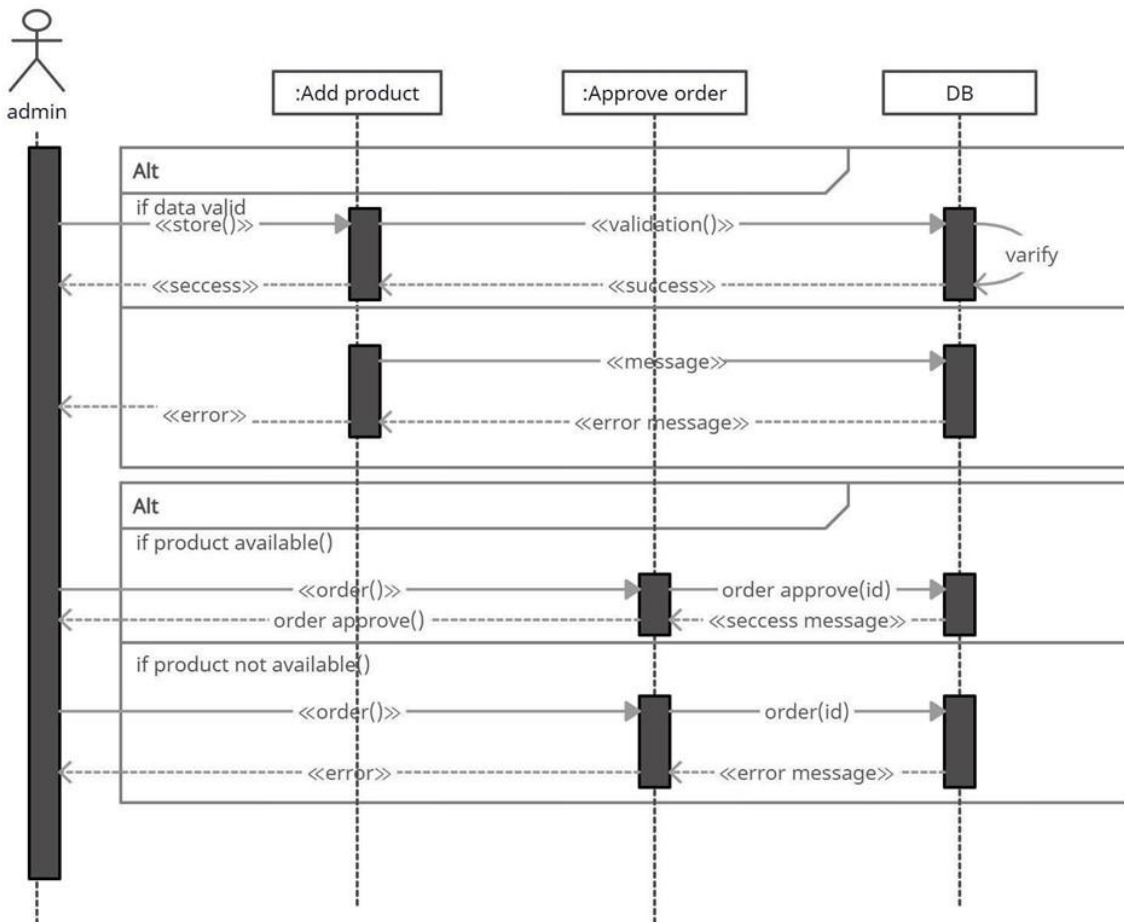 admin
:Add product
:Approve order
DB
Alt
if data valid
≪store()≫
≪validation()≫
varify
≪seccess≫
≪success≫
≪message≫
≪error≫
≪error message≫
Alt
if product available()
≪order()≫
order approve(id)
order approve()
≪seccess message≫
if product not available()
≪order()≫
order(id)
≪error≫
≪error message≫